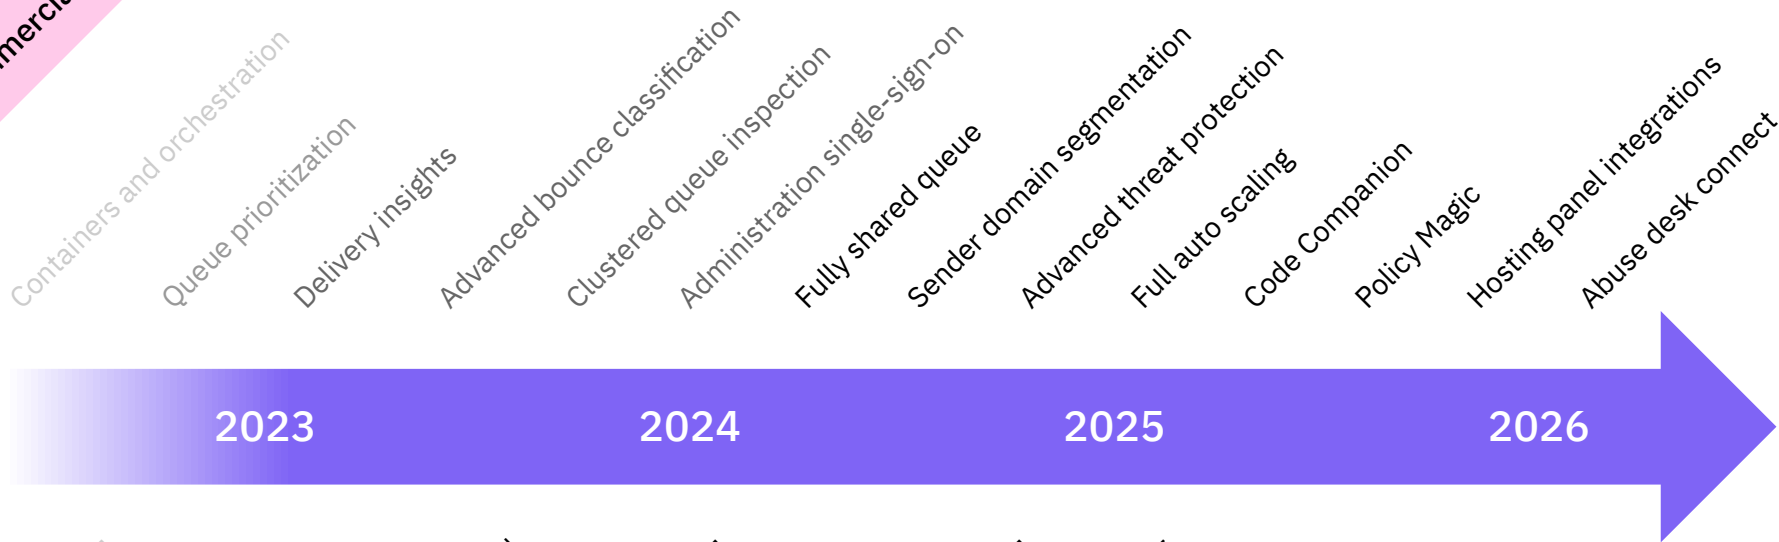 Containers and orchestration
Queue prioritization
Delivery insights
Advanced bounce classification
Clustered queue inspection
Administration single-sign-on
Fully shared queue
Sender domain segmentation
Advanced threat protection
Full auto scaling
Code Companion
Policy Magic
Hosting panel integrations
Abuse desk connect
2023
2024
2025
2026